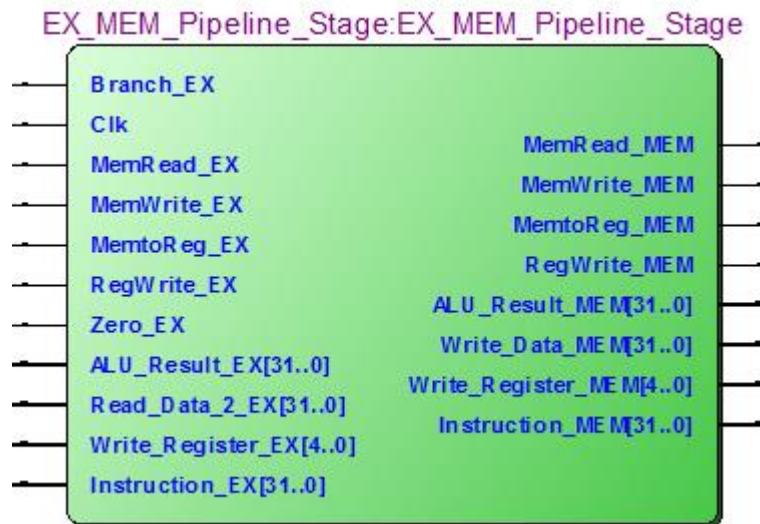 EX_MEM_Pipeline_Stage:EX_MEM_Pipeline_Stage
Branch_EX
Clk
MemRead_EX
MemWrite_EX
MemtoReg_EX
RegWrite_EX
Zero_EX
ALU_Result_EX[31..0]
Read_Data_2_EX[31..0]
Write_Register_EX[4..0]
Instruction_EX[31..0]
MemRead_MEM
MemWrite_MEM
MemtoReg_MEM
RegWrite_MEM
ALU_Result_MEM[31..0]
Write_Data_MEM[31..0]
Write_Register_MEM[4..0]
Instruction_MEM[31..0]